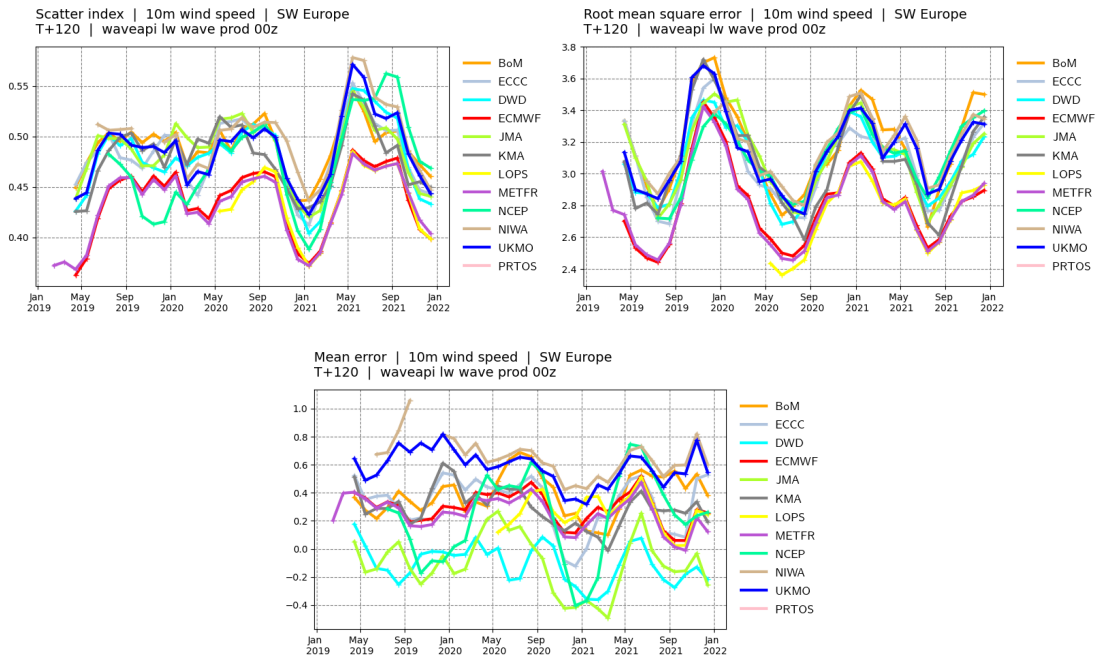 Scatter index | 10m wind speed | SW Europe
T+120 | waveapi lw wave prod 00z
0.55
0.50
0.45
0.40
Jan 2019
May 2019
Sep 2019
Jan 2020
May 2020
Sep 2020
Jan 2021
May 2021
Sep 2021
Jan 2022
BoM
ECCC
DWD
ECMWF
JMA
KMA
LOPS
METFR
NCEP
NIWA
UKMO
PRTOS
Root mean square error | 10m wind speed | SW Europe
T+120 | waveapi lw wave prod 00z
3.8
3.6
3.4
3.2
3.0
2.8
2.6
2.4
Jan 2019
May 2019
Sep 2019
Jan 2020
May 2020
Sep 2020
Jan 2021
May 2021
Sep 2021
Jan 2022
BoM
ECCC
DWD
ECMWF
JMA
KMA
LOPS
METFR
NCEP
NIWA
UKMO
PRTOS
Mean error | 10m wind speed | SW Europe
T+120 | waveapi lw wave prod 00z
1.0
0.8
0.6
0.4
0.2
0.0
−0.2
−0.4
Jan 2019
May 2019
Sep 2019
Jan 2020
May 2020
Sep 2020
Jan 2021
May 2021
Sep 2021
Jan 2022
BoM
ECCC
DWD
ECMWF
JMA
KMA
LOPS
METFR
NCEP
NIWA
UKMO
PRTOS